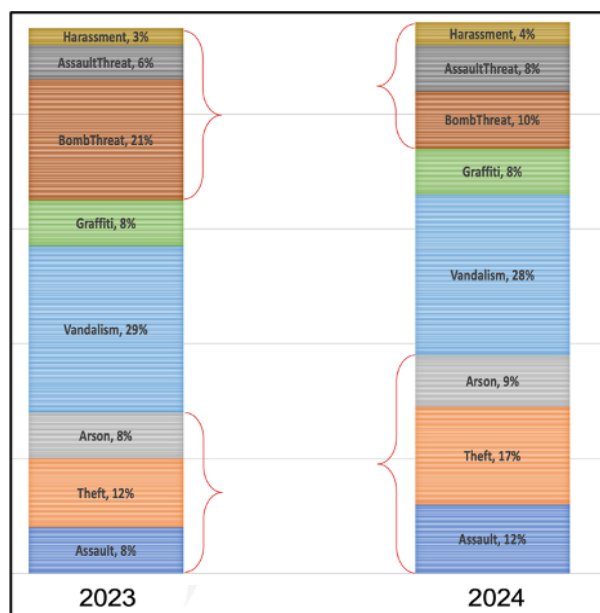 Harassment, 3%
AssaultThreat, 6%
BombThreat, 21%
Graffiti, 8%
Vandalism, 29%
Arson, 8%
Theft, 12%
Assault, 8%
2023
Harassment, 4%
AssaultThreat, 8%
BombThreat, 10%
Graffiti, 8%
Vandalism, 28%
Arson, 9%
Theft, 17%
Assault, 12%
2024